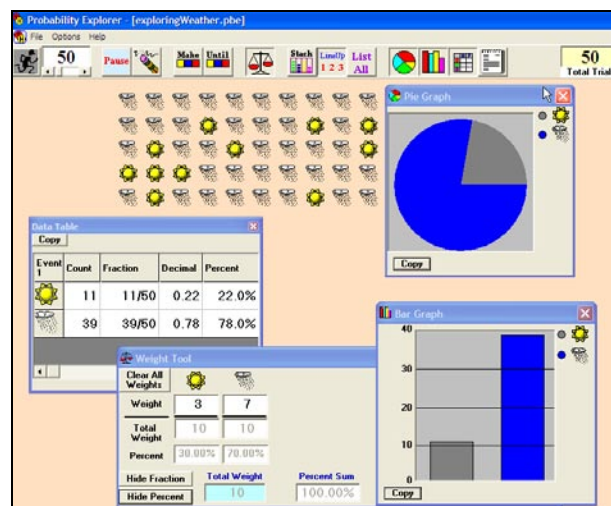 Probability Explorer - [exploringWeather.pbe]
File Options Help
50
Pause
Make
Until
Stack
LineUp
1 2 3
List
All
50
Total Trial
Pie Graph
Copy
Data Table
Copy
Event 1 Count Fraction Decimal Percent
11 11/50 0.22 22.0%
39 39/50 0.78 78.0%
Weight Tool
Clear All
Weights
Weight 3 7
Total
Weight 10 10
Percent 30.00% 70.00%
Hide Fraction Total Weight Percent Sum
Hide Percent 10 100.00%
Bar Graph
40
30
20
10
0
Copy